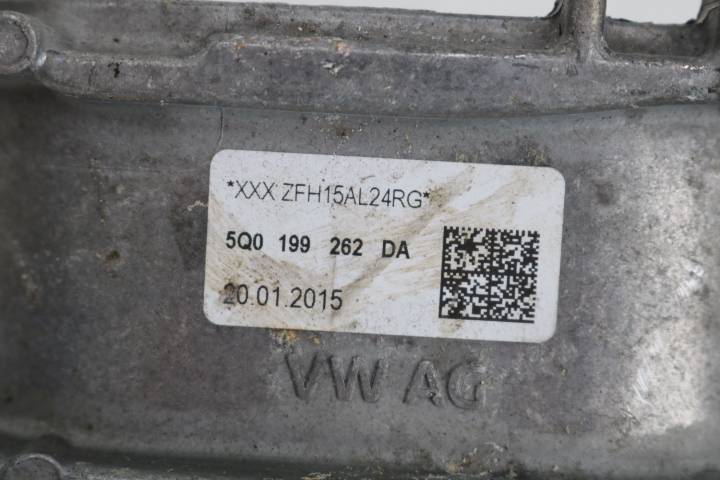 *XXX ZFH15AL24RG*
5Q0 199 262 DA
20.01.2015
VW AG